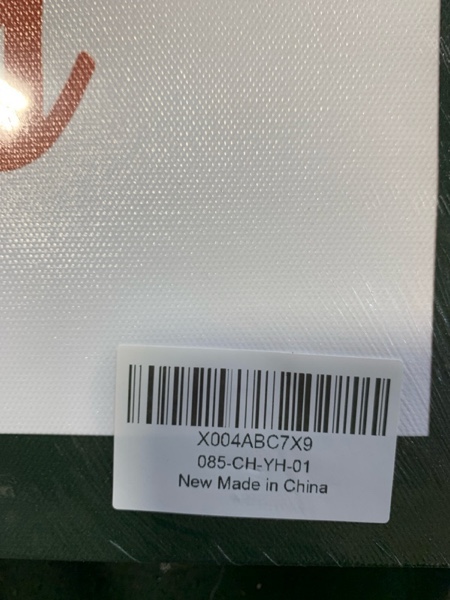 X004ABC7X9
085-CH-YH-01
New Made in China